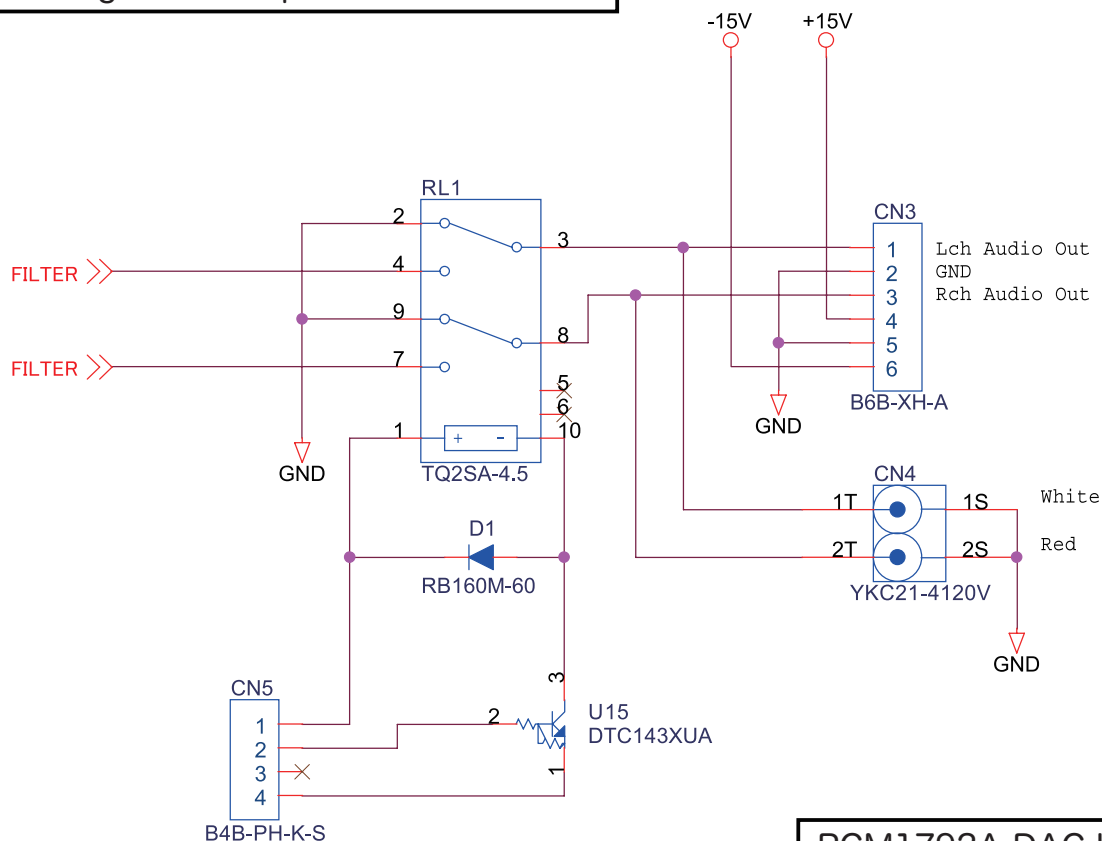 -15V +15V
RL1
CN3
2
3
1 Lch Audio Out
FILTER
4
2 GND
3 Rch Audio Out
9
8
4
5
FILTER
7
6
5
B6B-XH-A
6
GND
1
10
GND
TQ2SA-4.5
CN4
1T 1S White
D1
2T 2S Red
RB160M-60
YKC21-4120V
GND
3
CN5
U15
1
2
DTC143XUA
2
3
1
4
B4B-PH-K-S